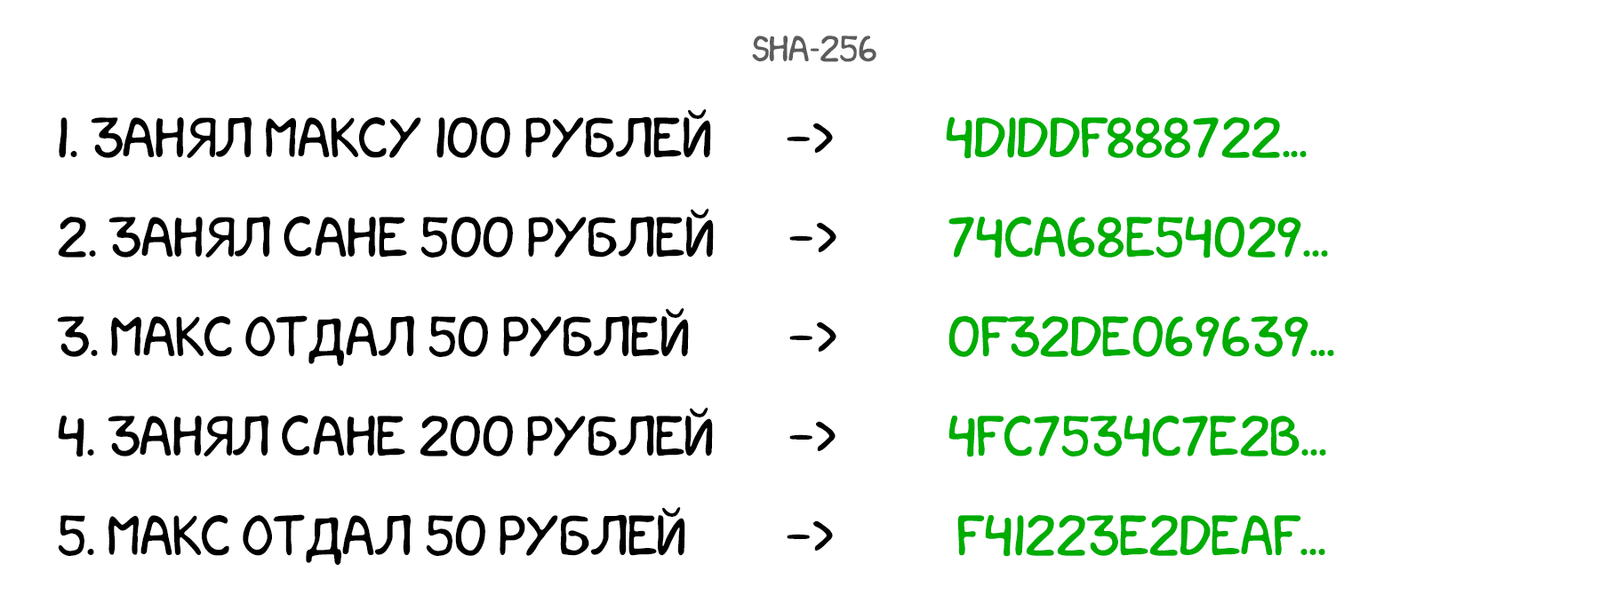 SHA-256
1. ЗАНЯЛ МАКСУ 100 РУБЛЕЙ –> 4D1DDF888722...
2. ЗАНЯЛ САНЕ 500 РУБЛЕЙ –> 74CA68E54029...
3. МАКС ОТДАЛ 50 РУБЛЕЙ –> 0F32DE069639...
4. ЗАНЯЛ САНЕ 200 РУБЛЕЙ –> 4FC7534C7E2B...
5. МАКС ОТДАЛ 50 РУБЛЕЙ –> F41223E2DEAF...